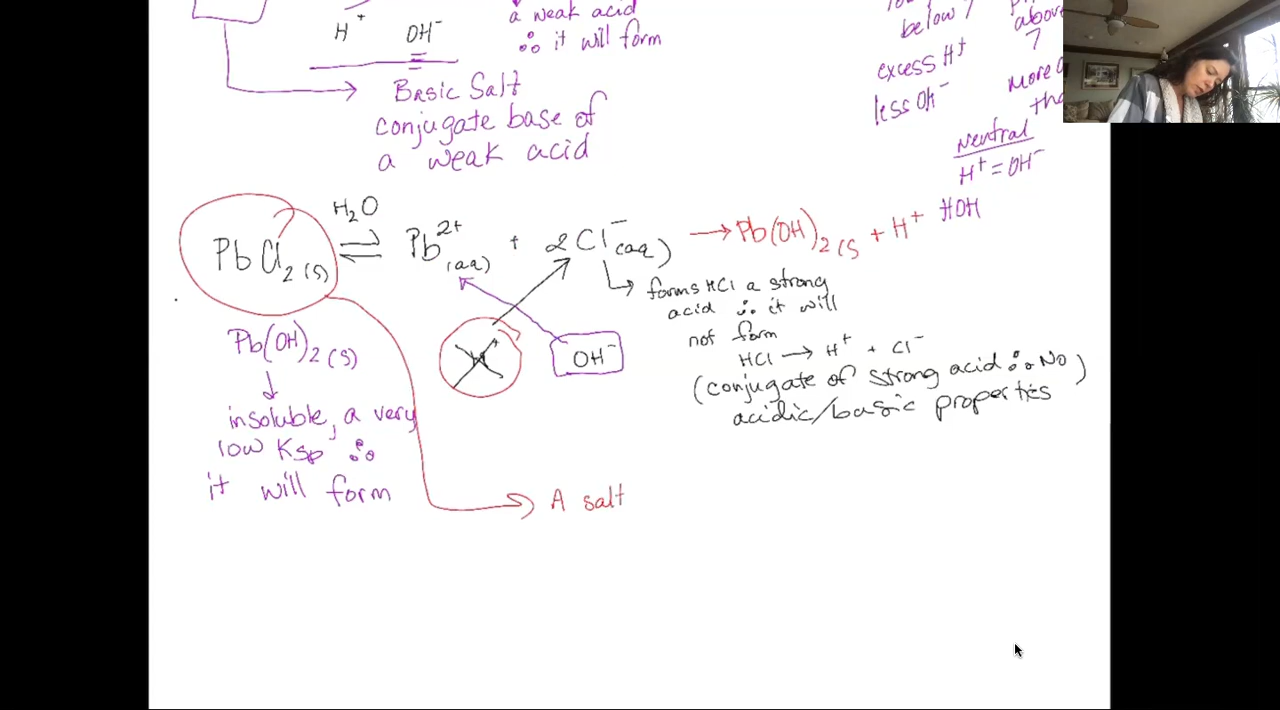 a weak acid
H⁺ OH⁻
∴ it will form
below 7
above
7
excess H⁺
less OH⁻
more
Basic Salt
conjugate base of
a weak acid
Neutral
H⁺ = OH⁻
HOH
H₂O
PbCl₂(s) ⇌ Pb²⁺(aq) + 2Cl⁻(aq) → Pb(OH)₂(s + H⁺
→ forms HCl a strong
acid ∴ it will
not form
HCl → H⁺ + Cl⁻
(conjugate of strong acid ∴ No)
acidic/basic properties
H⁺
OH⁻
Pb(OH)₂(s)
↓
insoluble, a very
low Ksp ∴
it will form
A salt